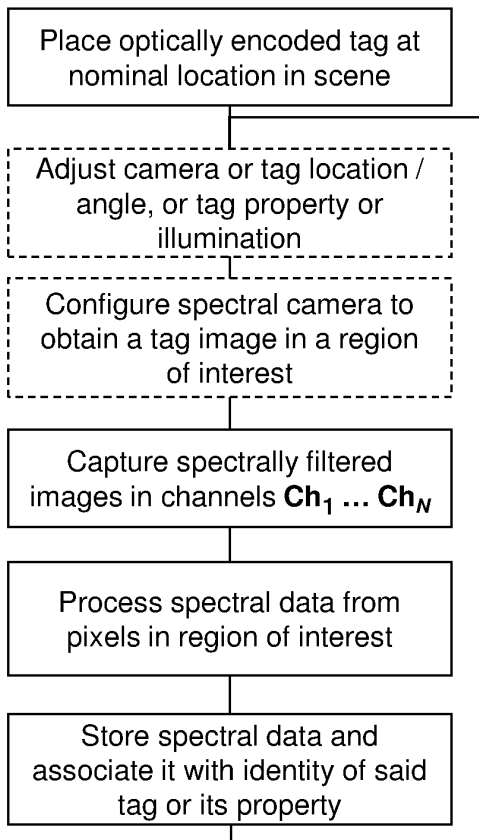 Place optically encoded tag at
nominal location in scene
Adjust camera or tag location /
angle, or tag property or
illumination
Configure spectral camera to
obtain a tag image in a region
of interest
Capture spectrally filtered
images in channels Ch1 ... ChN
Process spectral data from
pixels in region of interest
Store spectral data and
associate it with identity of said
tag or its property